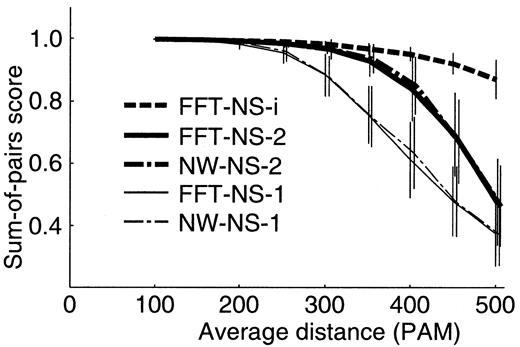 Sum-of-pairs score
1.0
0.8
0.6
0.4
FFT-NS-i
FFT-NS-2
NW-NS-2
FFT-NS-1
NW-NS-1
0 100 200 300 400 500
Average distance (PAM)